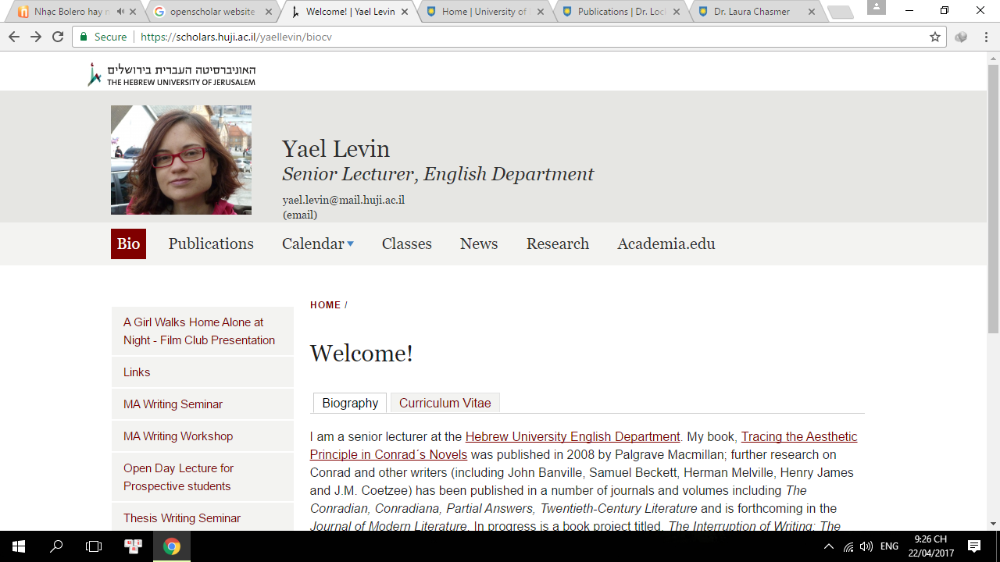 Nhạc Bolero hay n
openscholar website
Welcome! | Yael Levin
Home | University of
Publications | Dr. Loc
Dr. Laura Chasmer
Secure
https://scholars.huji.ac.il/yaellevin/biocv
האוניברסיטה העברית בירושלים
THE HEBREW UNIVERSITY OF JERUSALEM
Yael Levin
Senior Lecturer, English Department
yael.levin@mail.huji.ac.il
(email)
Bio Publications Calendar Classes News Research Academia.edu
A Girl Walks Home Alone at
Night - Film Club Presentation
Links
MA Writing Seminar
MA Writing Workshop
Open Day Lecture for
Prospective students
Thesis Writing Seminar
HOME /
Welcome!
Biography Curriculum Vitae
I am a senior lecturer at the Hebrew University English Department. My book, Tracing the Aesthetic
Principle in Conrad´s Novels was published in 2008 by Palgrave Macmillan; further research on
Conrad and other writers (including John Banville, Samuel Beckett, Herman Melville, Henry James
and J.M. Coetzee) has been published in a number of journals and volumes including The
Conradian, Conradiana, Partial Answers, Twentieth-Century Literature and is forthcoming in the
Journal of Modern Literature. In progress is a book project titled, The Interruption of Writing: The
ENG
9:26 CH
22/04/2017